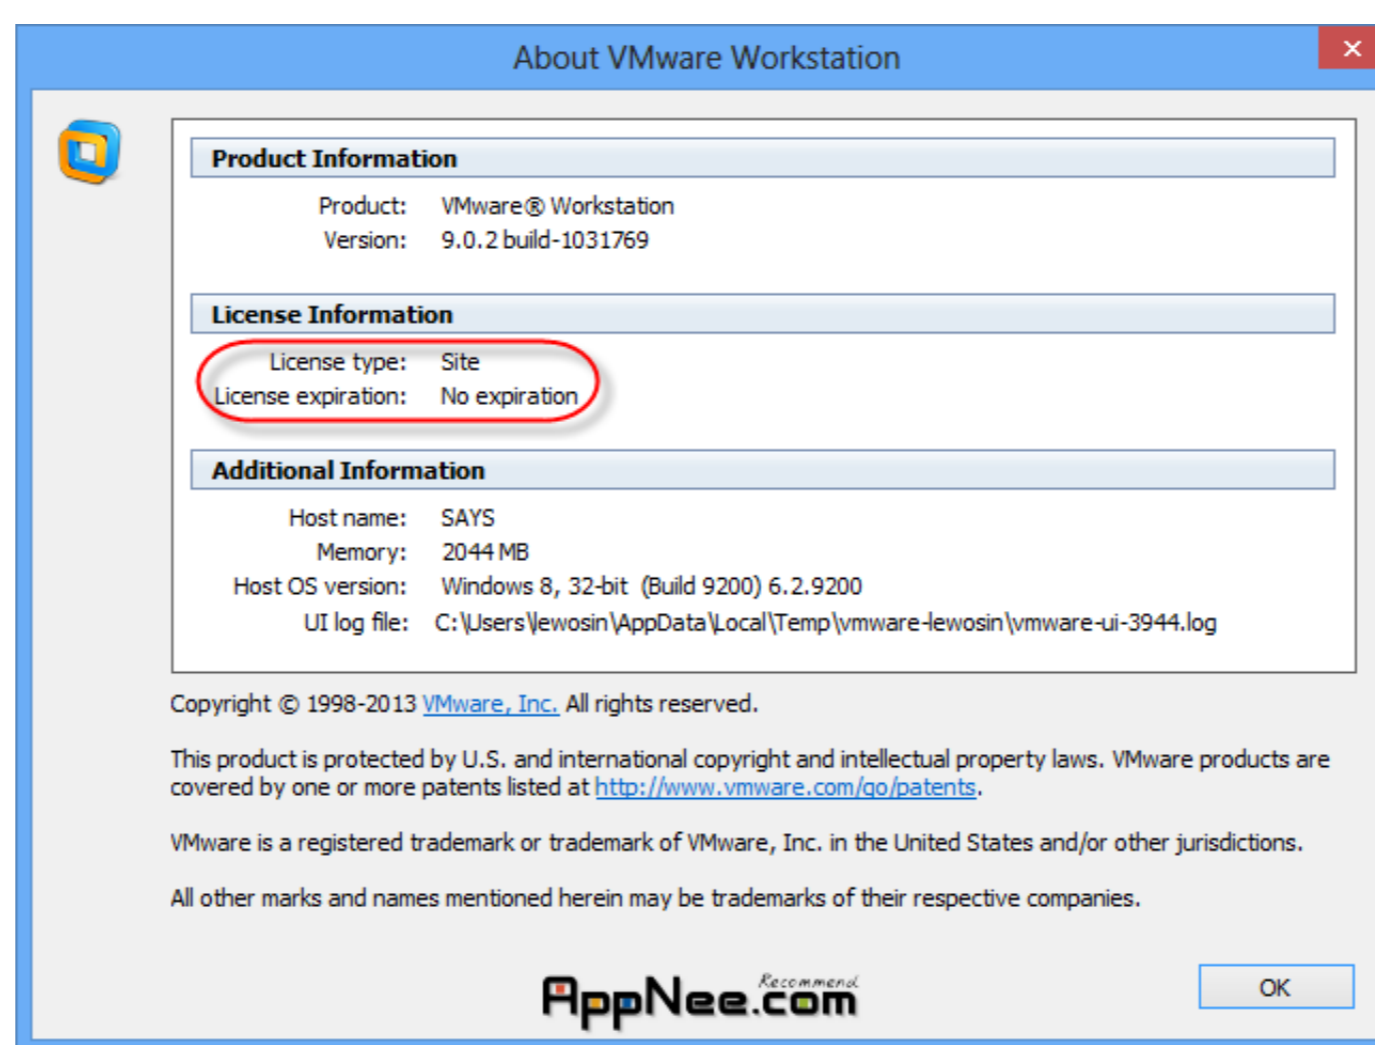 About VMware Workstation
Product Information
Product: VMware® Workstation
Version: 9.0.2 build-1031769
License Information
License type: Site
License expiration: No expiration
Additional Information
Host name: SAYS
Memory: 2044 MB
Host OS version: Windows 8, 32-bit (Build 9200) 6.2.9200
UI log file: C:\Users\lewosin\AppData\Local\Temp\vmware-lewosin\vmware-ui-3944.log
Copyright © 1998-2013 VMware, Inc. All rights reserved.
This product is protected by U.S. and international copyright and intellectual property laws. VMware products are
covered by one or more patents listed at http://www.vmware.com/go/patents.
VMware is a registered trademark or trademark of VMware, Inc. in the United States and/or other jurisdictions.
All other marks and names mentioned herein may be trademarks of their respective companies.
Recommend
AppNee.com
OK